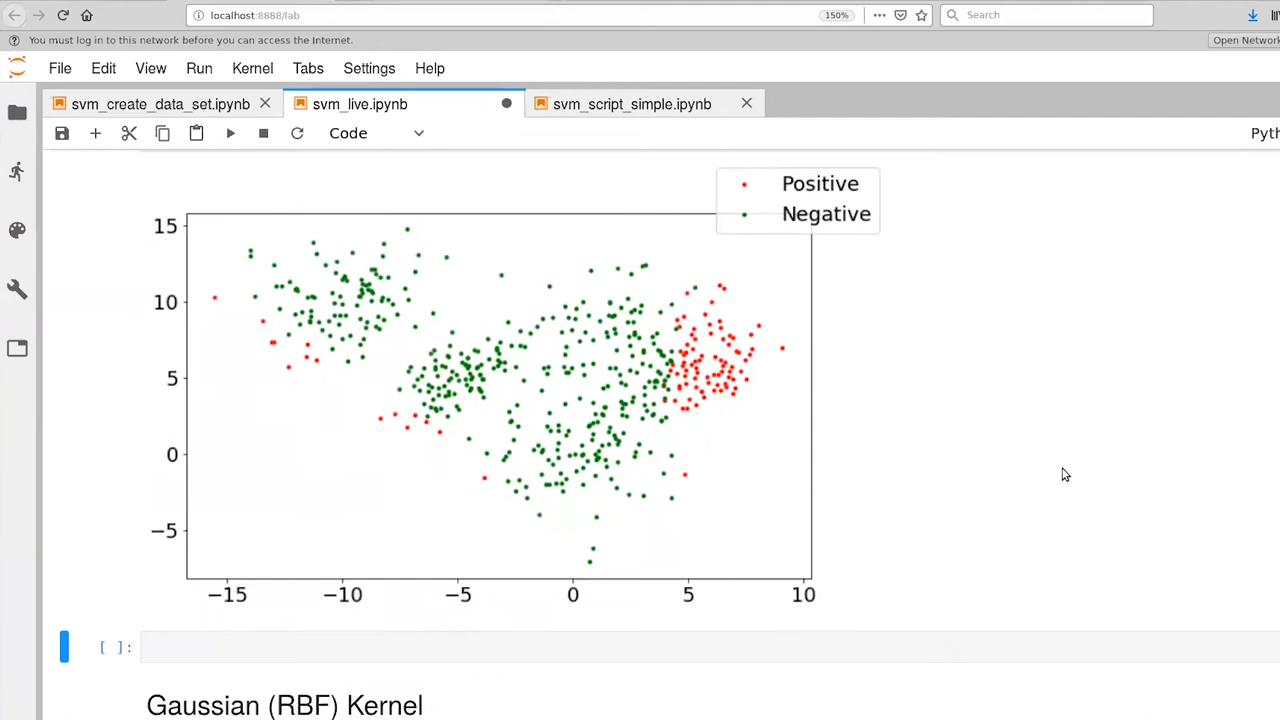 localhost:8888/lab
150%
Search
You must log in to this network before you can access the Internet.
Open Network
File Edit View Run Kernel Tabs Settings Help
svm_create_data_set.ipynb
svm_live.ipynb
svm_script_simple.ipynb
Code
Pyth
Positive
Negative
15
10
5
0
−5
−15 −10 −5 0 5 10
[ ]:
Gaussian (RBF) Kernel